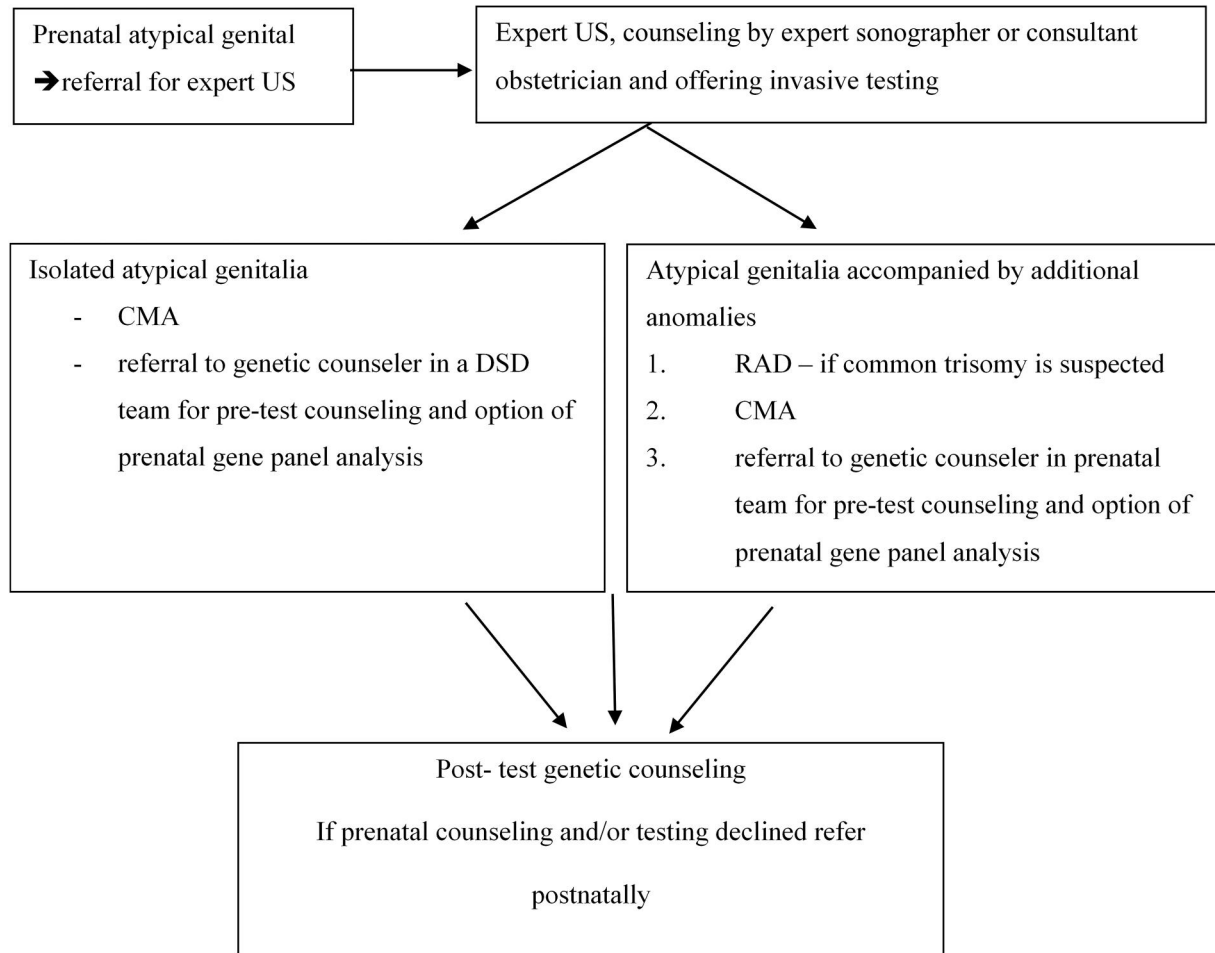 Prenatal atypical genital
➔referral for expert US
Expert US, counseling by expert sonographer or consultant
obstetrician and offering invasive testing
Isolated atypical genitalia
- CMA
- referral to genetic counseler in a DSD
team for pre-test counseling and option of
prenatal gene panel analysis
Atypical genitalia accompanied by additional
anomalies
1. RAD – if common trisomy is suspected
2. CMA
3. referral to genetic counseler in prenatal
team for pre-test counseling and option of
prenatal gene panel analysis
Post- test genetic counseling
If prenatal counseling and/or testing declined refer
postnatally